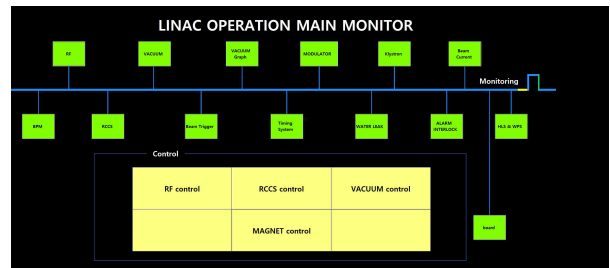 LINAC OPERATION MAIN MONITOR
RF
VACUUM
VACUUM
Graph
MODULATOR
Klystron
Beam
Current
Monitoring
BPM
RCCS
Beam Trigger
Timing
System
WATER LEAK
ALARM
INTERLOCK
HLS & WPS
Control
RF control
RCCS control
VACUUM control
MAGNET control
board